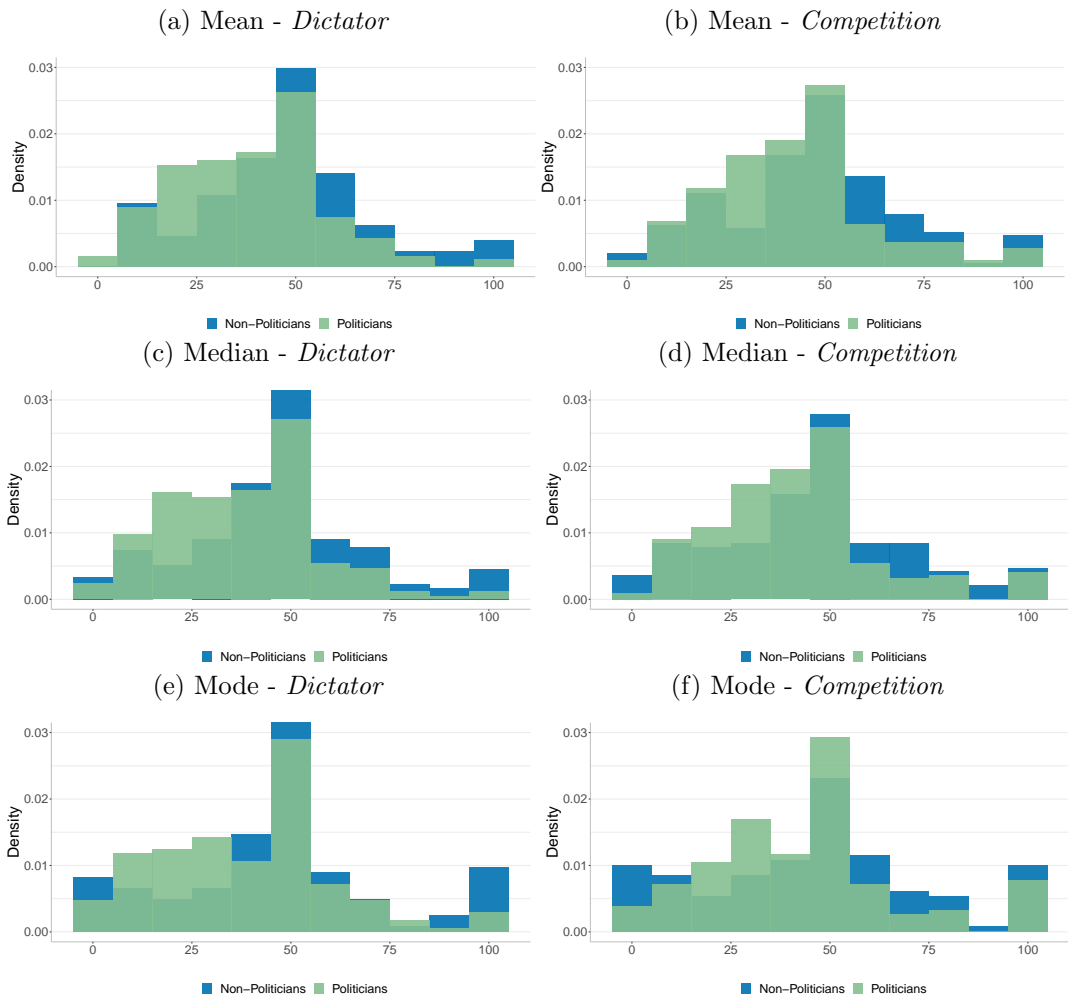 (a) Mean - Dictator
(b) Mean - Competition
0.03
0.02
0.01
0.00
Density
0 25 50 75 100
Non−Politicians Politicians
0.03
0.02
0.01
0.00
Density
0 25 50 75 100
Non−Politicians Politicians
(c) Median - Dictator
(d) Median - Competition
0.03
0.02
0.01
0.00
Density
0 25 50 75 100
Non−Politicians Politicians
0.03
0.02
0.01
0.00
Density
0 25 50 75 100
Non−Politicians Politicians
(e) Mode - Dictator
(f) Mode - Competition
0.03
0.02
0.01
0.00
Density
0 25 50 75 100
Non−Politicians Politicians
0.03
0.02
0.01
0.00
Density
0 25 50 75 100
Non−Politicians Politicians